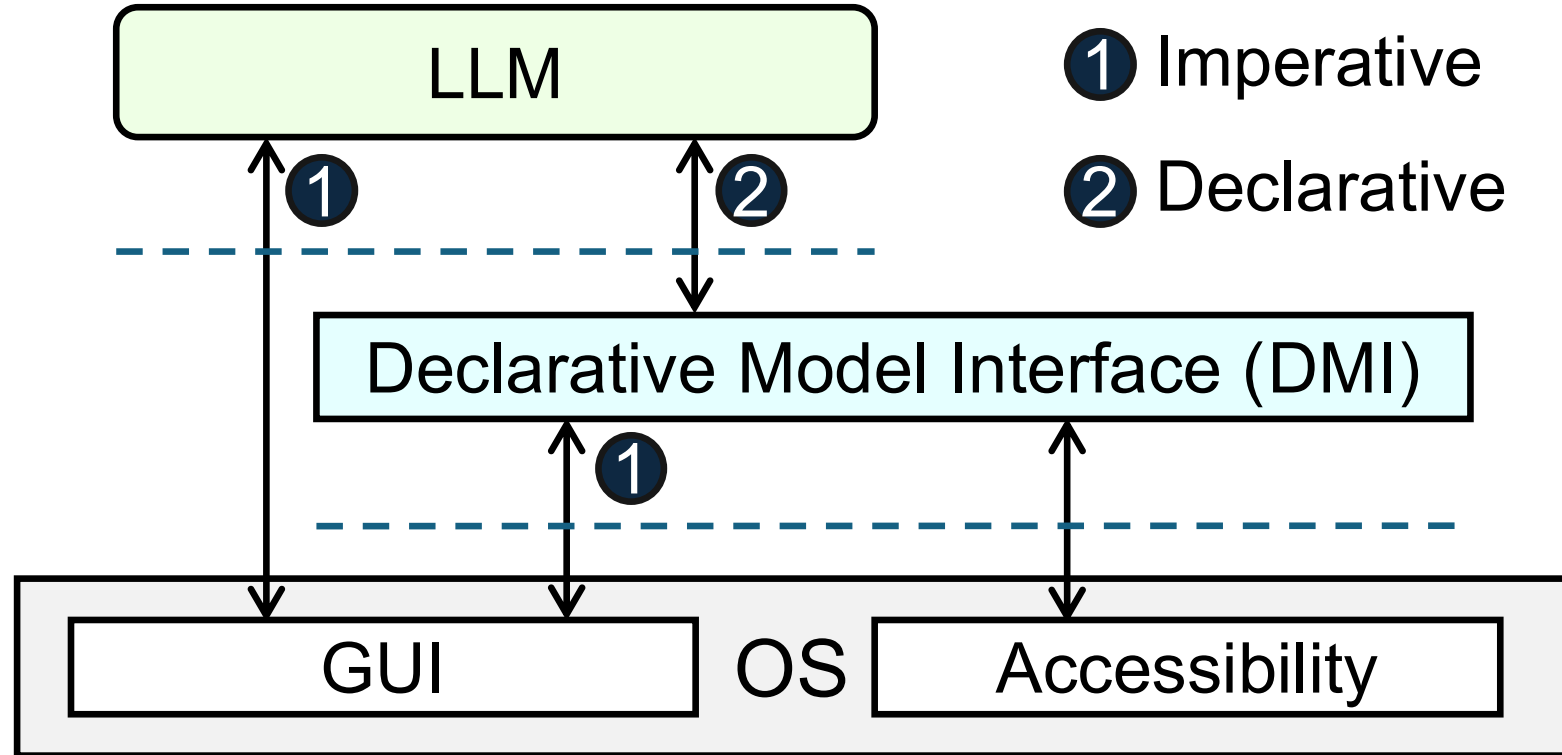 LLM
1 Imperative
2 Declarative
1
2
Declarative Model Interface (DMI)
1
GUI
OS
Accessibility